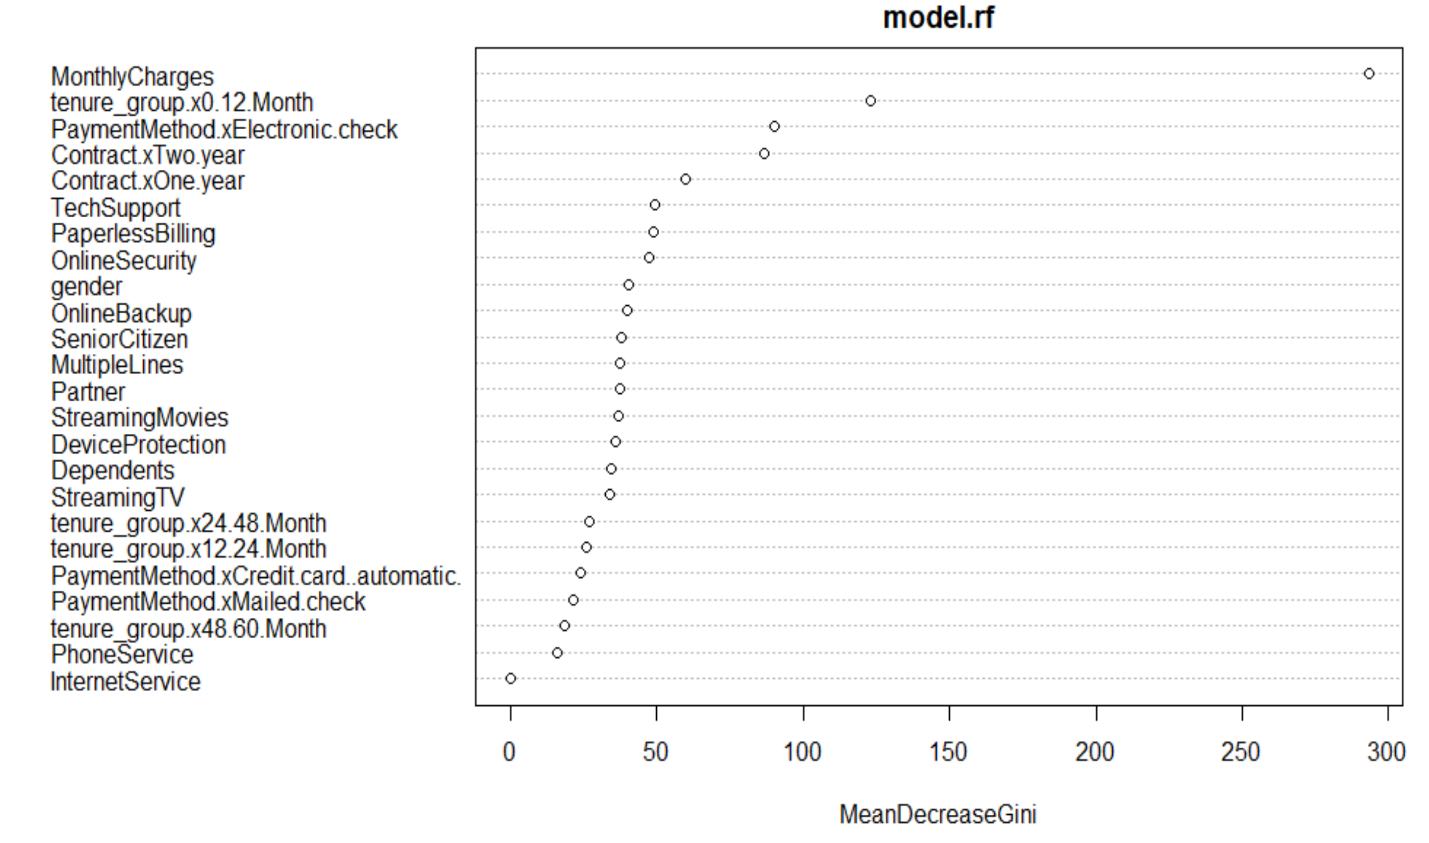 model.rf
MonthlyCharges
tenure_group.x0.12.Month
PaymentMethod.xElectronic.check
Contract.xTwo.year
Contract.xOne.year
TechSupport
PaperlessBilling
OnlineSecurity
gender
OnlineBackup
SeniorCitizen
MultipleLines
Partner
StreamingMovies
DeviceProtection
Dependents
StreamingTV
tenure_group.x24.48.Month
tenure_group.x12.24.Month
PaymentMethod.xCredit.card..automatic.
PaymentMethod.xMailed.check
tenure_group.x48.60.Month
PhoneService
InternetService
0 50 100 150 200 250 300
MeanDecreaseGini